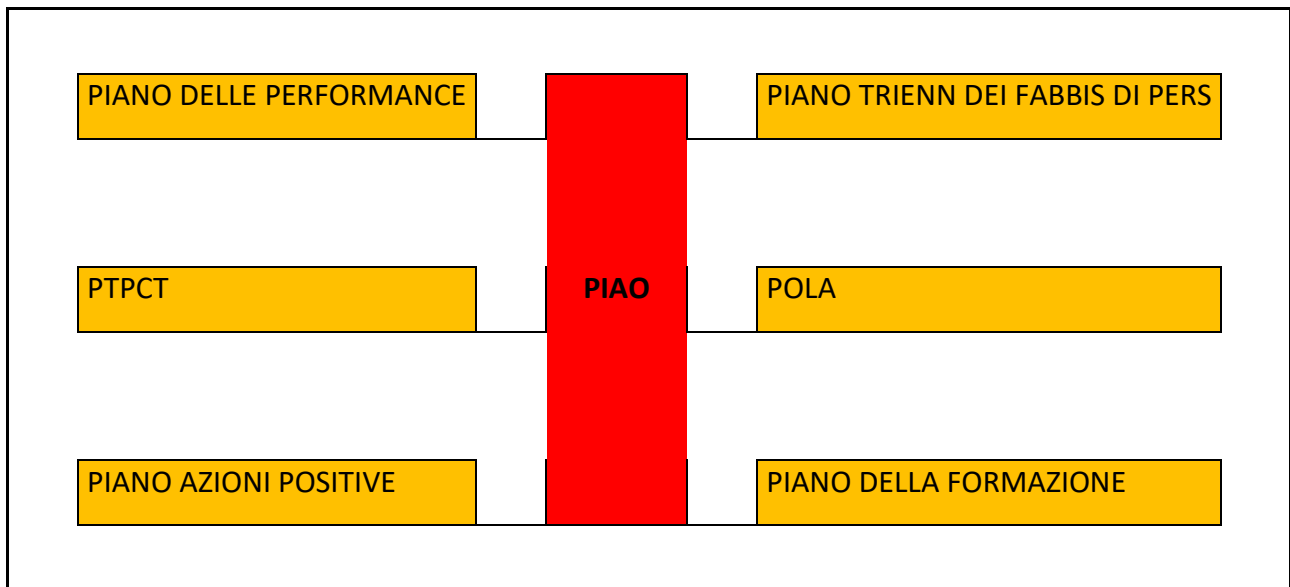 PIANO DELLE PERFORMANCE
PIANO TRIENN DEI FABBIS DI PERS
PTPCT
PIAO
POLA
PIANO AZIONI POSITIVE
PIANO DELLA FORMAZIONE